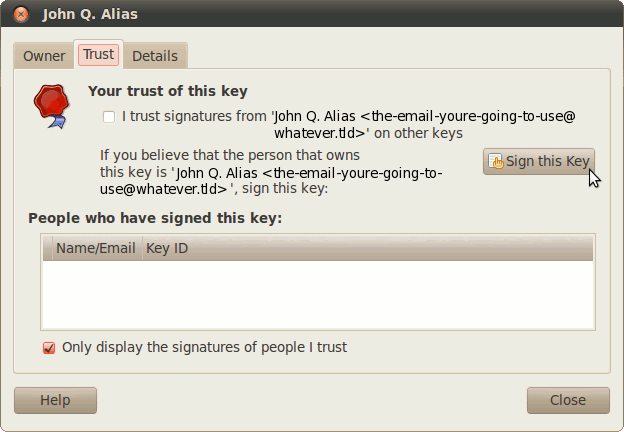 John Q. Alias
Owner Trust Details
Your trust of this key
I trust signatures from 'John Q. Alias <the-email-youre-going-to-use@
whatever.tld>' on other keys
If you believe that the person that owns
this key is 'John Q. Alias <the-email-youre-going-to-
use@whatever.tld> ', sign this key:
Sign this Key
People who have signed this key:
Name/Email Key ID
Only display the signatures of people I trust
Help Close